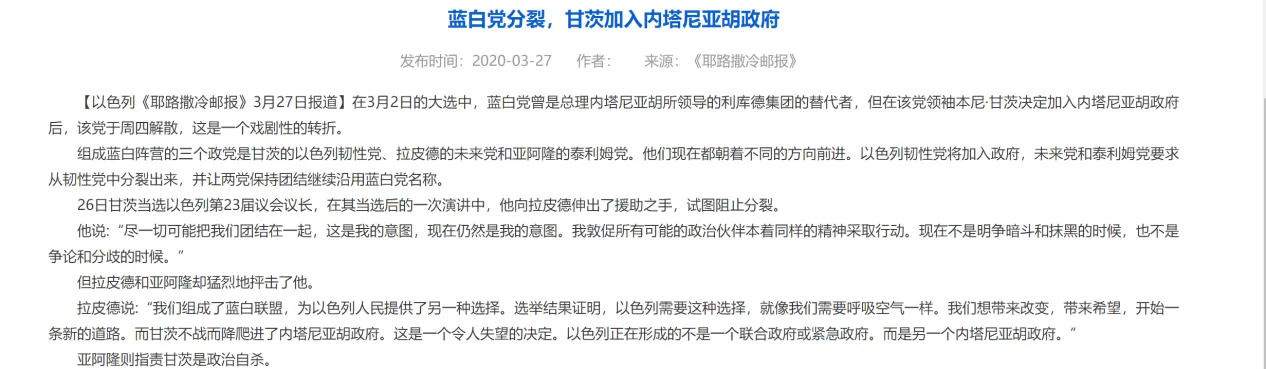 蓝白党分裂，甘茨加入内塔尼亚胡政府
发布时间：2020-03-27 作者： 来源：《耶路撒冷邮报》
【以色列《耶路撒冷邮报》3月27日报道】在3月2日的大选中，蓝白党曾是总理内塔尼亚胡所领导的利库德集团的替代者，但在该党领袖本尼·甘茨决定加入内塔尼亚胡政府
后，该党于周四解散，这是一个戏剧性的转折。
组成蓝白阵营的三个政党是甘茨的以色列韧性党、拉皮德的未来党和亚阿隆的泰利姆党。他们现在都朝着不同的方向前进。以色列韧性党将加入政府，未来党和泰利姆党要求
从韧性党中分裂出来，并让两党保持团结继续沿用蓝白党名称。
26日甘茨当选以色列第23届议会议长，在其当选后的一次演讲中，他向拉皮德伸出了援助之手，试图阻止分裂。
他说：“尽一切可能把我们团结在一起，这是我的意图，现在仍然是我的意图。我敦促所有可能的政治伙伴本着同样的精神采取行动。现在不是明争暗斗和抹黑的时候，也不是
争论和分歧的时候。”
但拉皮德和亚阿隆却猛烈地抨击了他。
拉皮德说：“我们组成了蓝白联盟，为以色列人民提供了另一种选择。选举结果证明，以色列需要这种选择，就像我们需要呼吸空气一样。我们想带来改变，带来希望，开始一
条新的道路。而甘茨不战而降爬进了内塔尼亚胡政府。这是一个令人失望的决定。以色列正在形成的不是一个联合政府或紧急政府。而是另一个内塔尼亚胡政府。”
亚阿隆则指责甘茨是政治自杀。